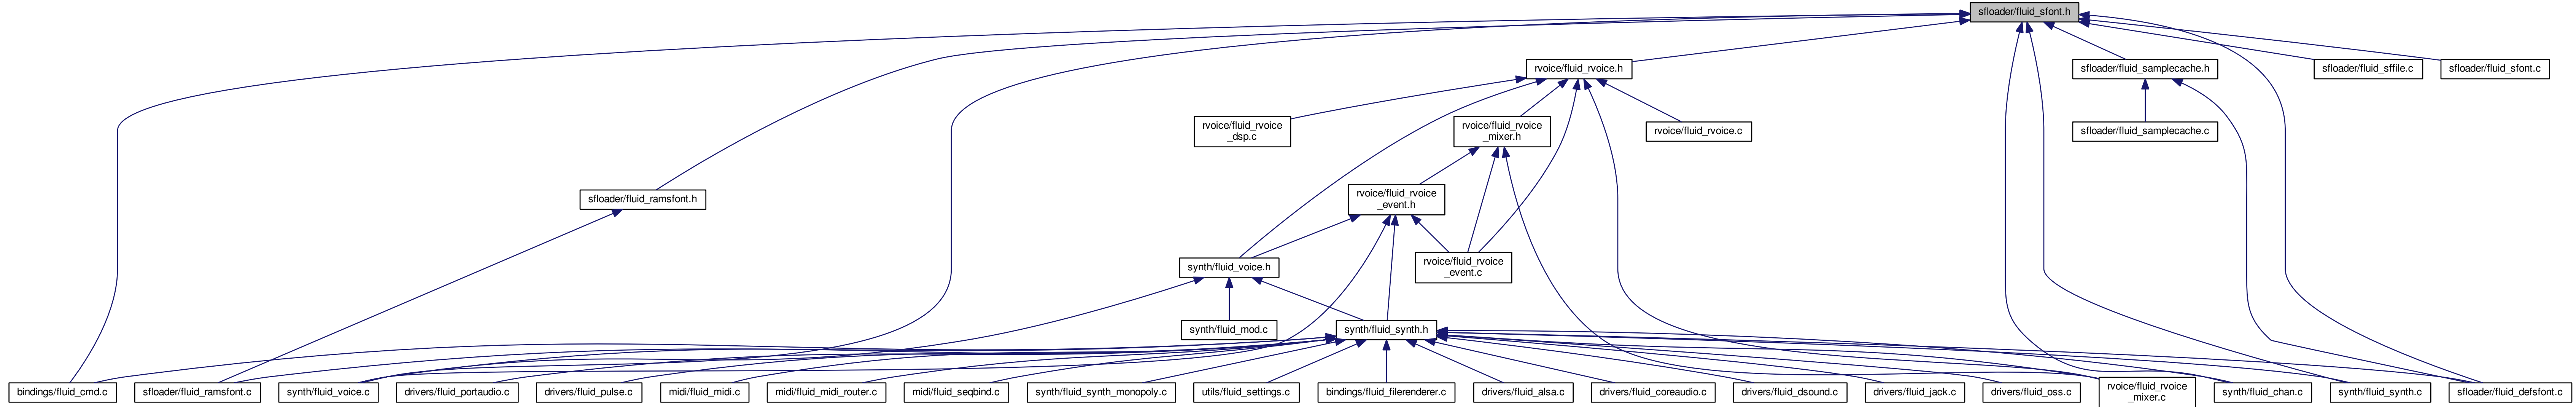 sfloader/fluid_sfont.h
rvoice/fluid_rvoice.h
sfloader/fluid_samplecache.h
sfloader/fluid_sffile.c
sfloader/fluid_sfont.c
rvoice/fluid_rvoice
_dsp.c
rvoice/fluid_rvoice
_mixer.h
rvoice/fluid_rvoice.c
sfloader/fluid_samplecache.c
sfloader/fluid_ramsfont.h
rvoice/fluid_rvoice
_event.h
synth/fluid_voice.h
rvoice/fluid_rvoice
_event.c
synth/fluid_mod.c
synth/fluid_synth.h
bindings/fluid_cmd.c
sfloader/fluid_ramsfont.c
synth/fluid_voice.c
drivers/fluid_portaudio.c
drivers/fluid_pulse.c
midi/fluid_midi.c
midi/fluid_midi_router.c
midi/fluid_seqbind.c
synth/fluid_synth_monopoly.c
utils/fluid_settings.c
bindings/fluid_filerenderer.c
drivers/fluid_alsa.c
drivers/fluid_coreaudio.c
drivers/fluid_dsound.c
drivers/fluid_jack.c
drivers/fluid_oss.c
rvoice/fluid_rvoice
_mixer.c
synth/fluid_chan.c
synth/fluid_synth.c
sfloader/fluid_defsfont.c